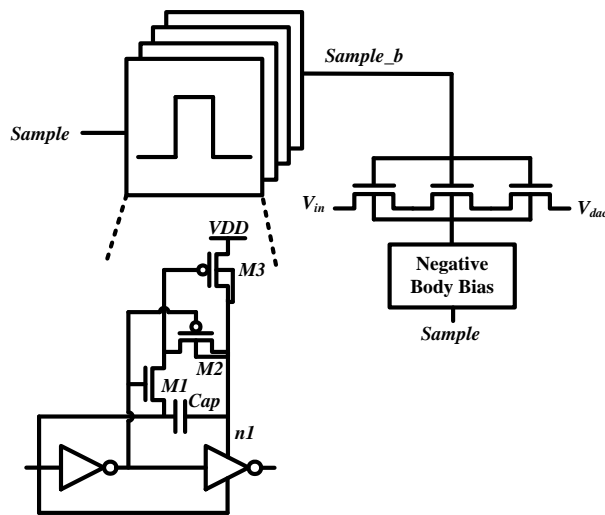 Sample_b
Sample
V_in
V_dac
VDD
M3
Negative
Body Bias
M2
M1
Sample
Cap
n1